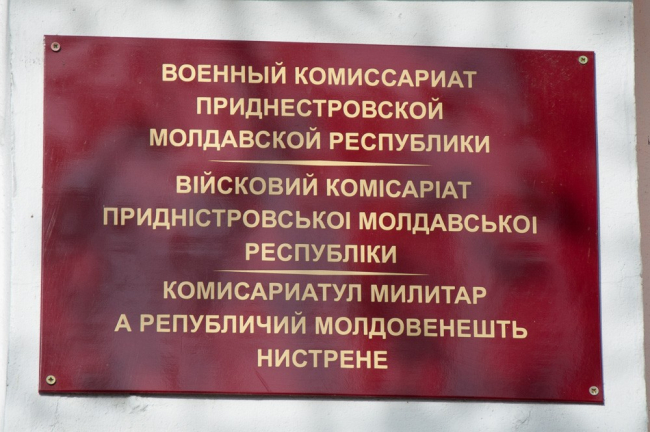 ВОЕННЫЙ КОМИССАРИАТ
ПРИДНЕСТРОВСКОЙ
МОЛДАВСКОЙ РЕСПУБЛИКИ
ВІЙСКОВИЙ КОМІСАРІАТ
ПРИДНІСТРОВСЬКОІ МОЛДАВСЬКОІ
РЕСПУБЛІКИ
КОМИСАРИАТУЛ МИЛИТАР
А РЕПУБЛИЧИЙ МОЛДОВЕНЕШТЬ
НИСТРЕНЕ